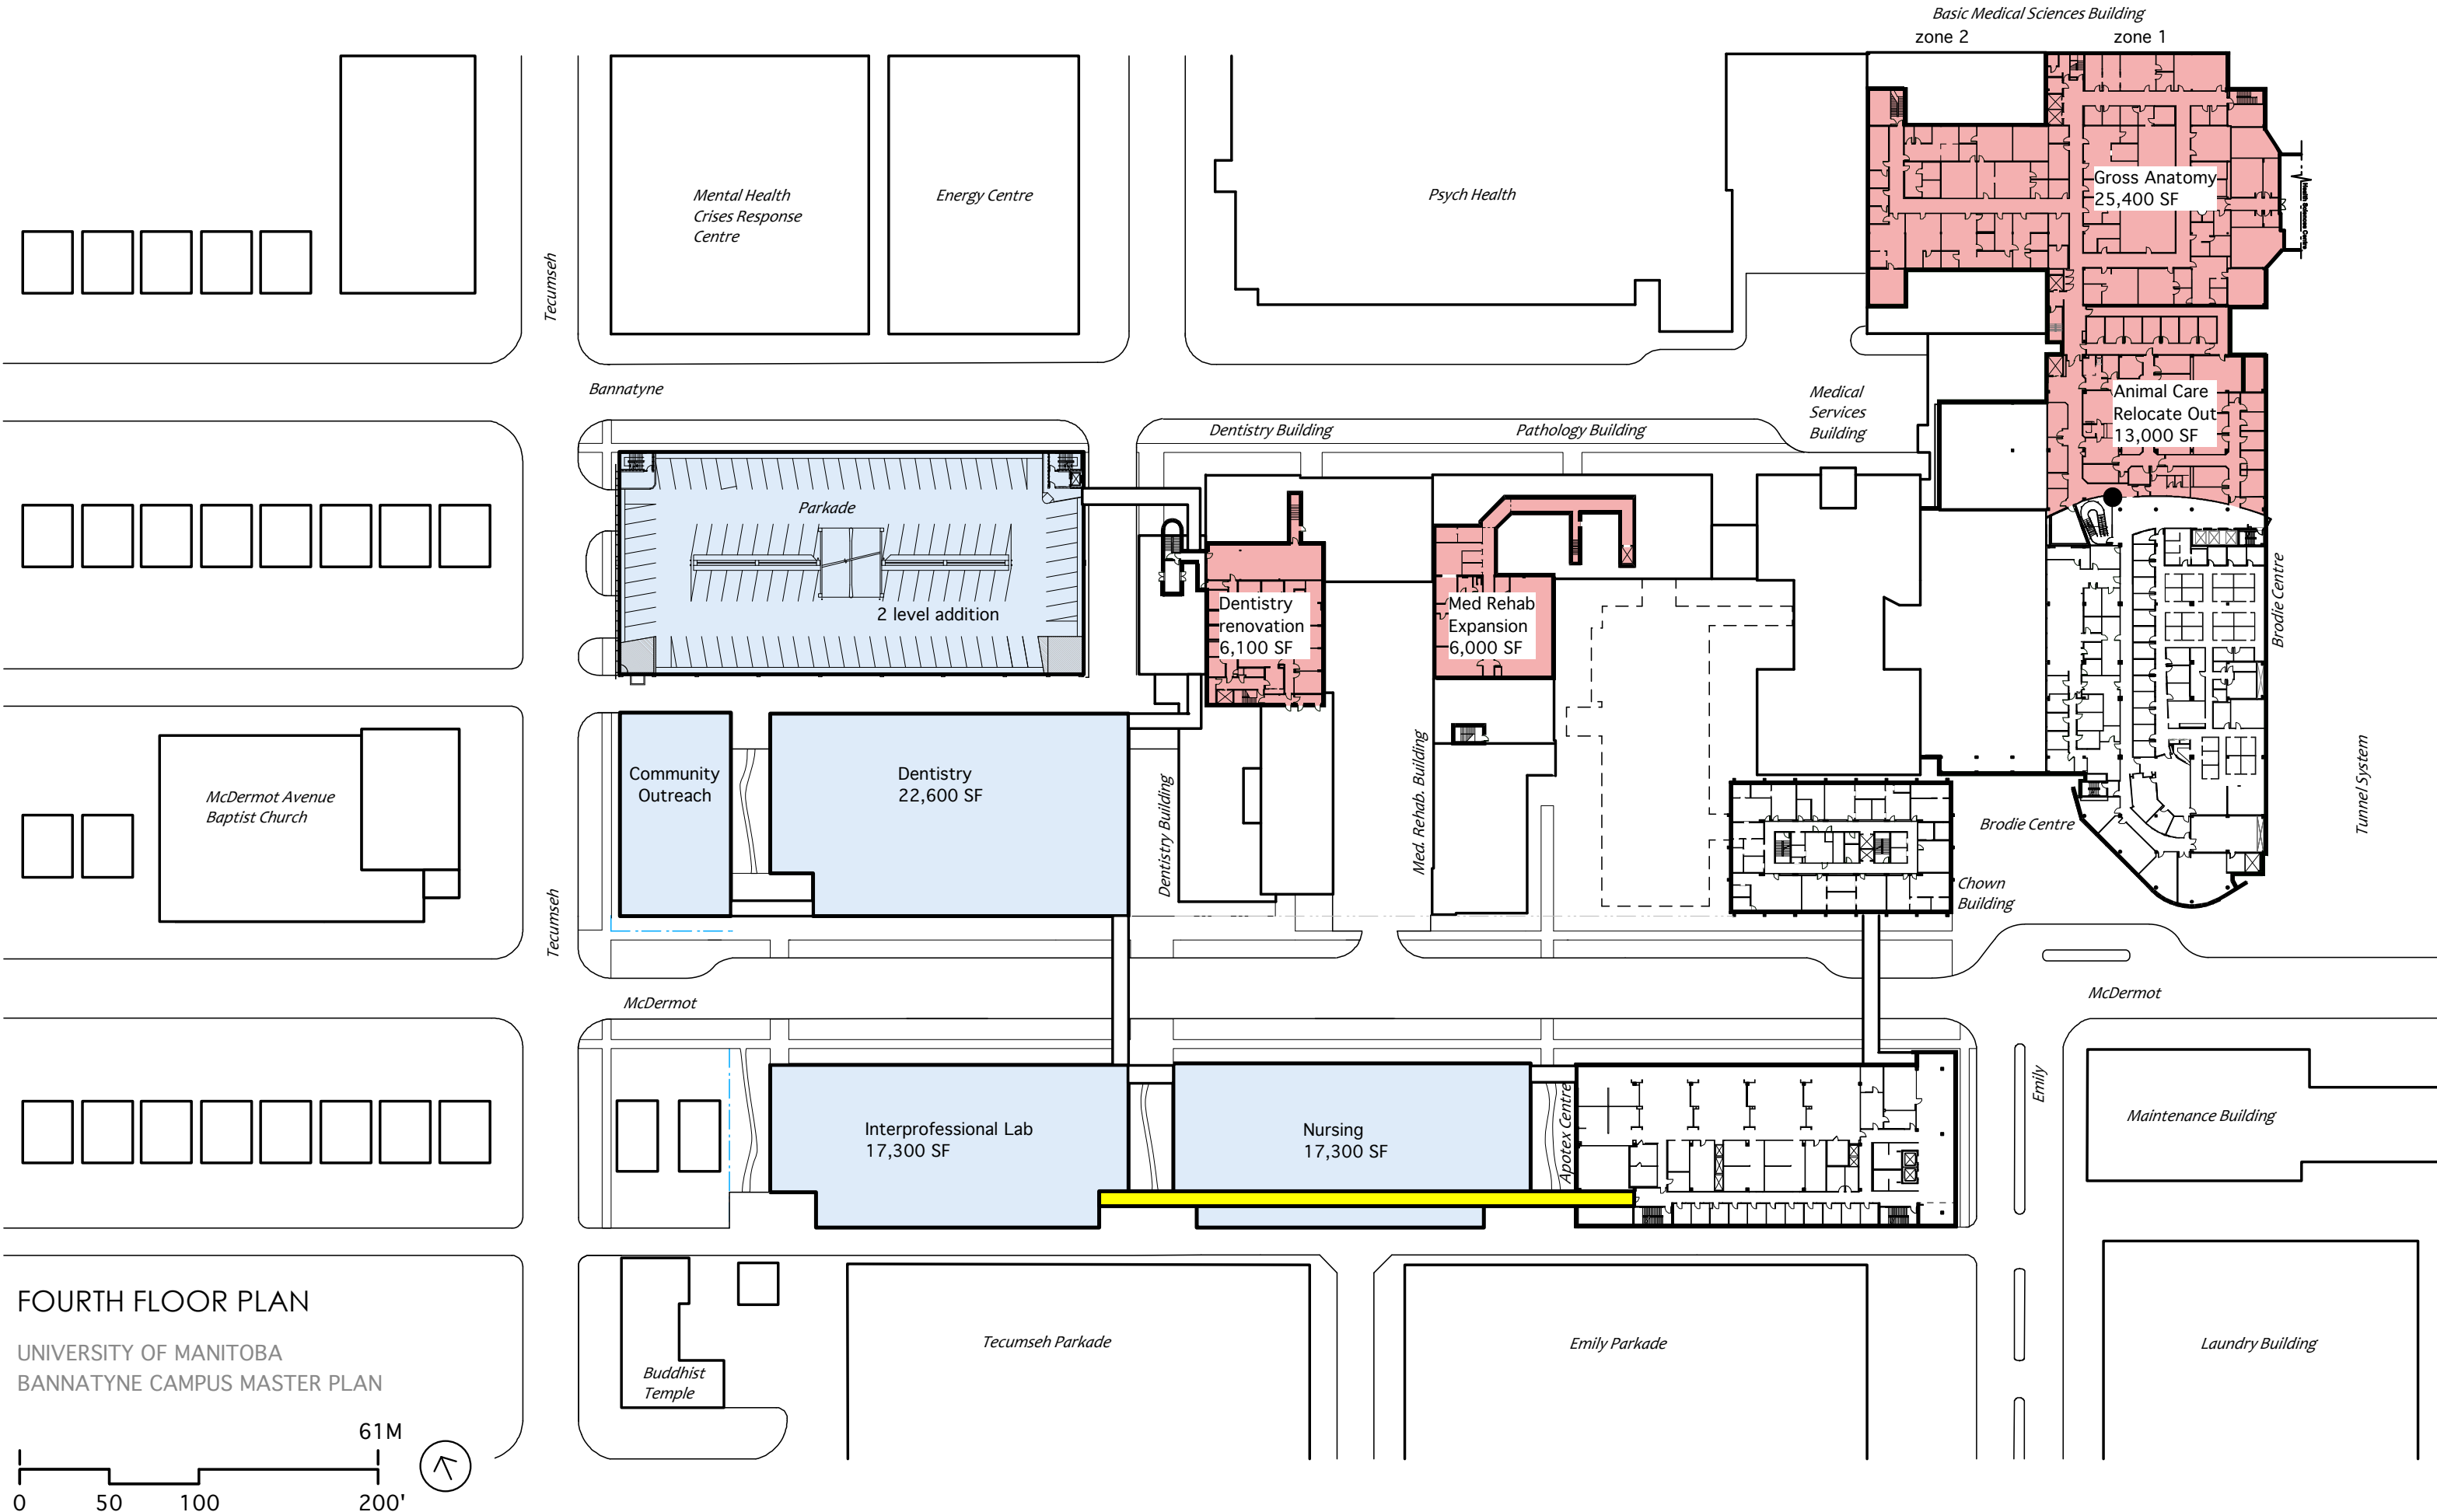 Basic Medical Sciences Building
zone 2
zone 1
Mental Health
Crises Response
Centre
Energy Centre
Psych Health
Gross Anatomy
25,400 SF
Health Sciences Centre
Tecumseh
Bannatyne
Medical
Services
Building
Animal Care
Relocate Out
13,000 SF
Dentistry Building
Pathology Building
Parkade
2 level addition
Dentistry
renovation
6,100 SF
Med Rehab
Expansion
6,000 SF
Brodie Centre
Tunnel System
McDermot Avenue
Baptist Church
Community
Outreach
Dentistry
22,600 SF
Dentistry Building
Med. Rehab. Building
Brodie Centre
Chown
Building
Tecumseh
McDermot
McDermot
Interprofessional Lab
17,300 SF
Nursing
17,300 SF
Apotex Centre
Emily
Maintenance Building
FOURTH FLOOR PLAN
UNIVERSITY OF MANITOBA
BANNATYNE CAMPUS MASTER PLAN
Buddhist
Temple
Tecumseh Parkade
Emily Parkade
Laundry Building
61M
0 50 100 200'